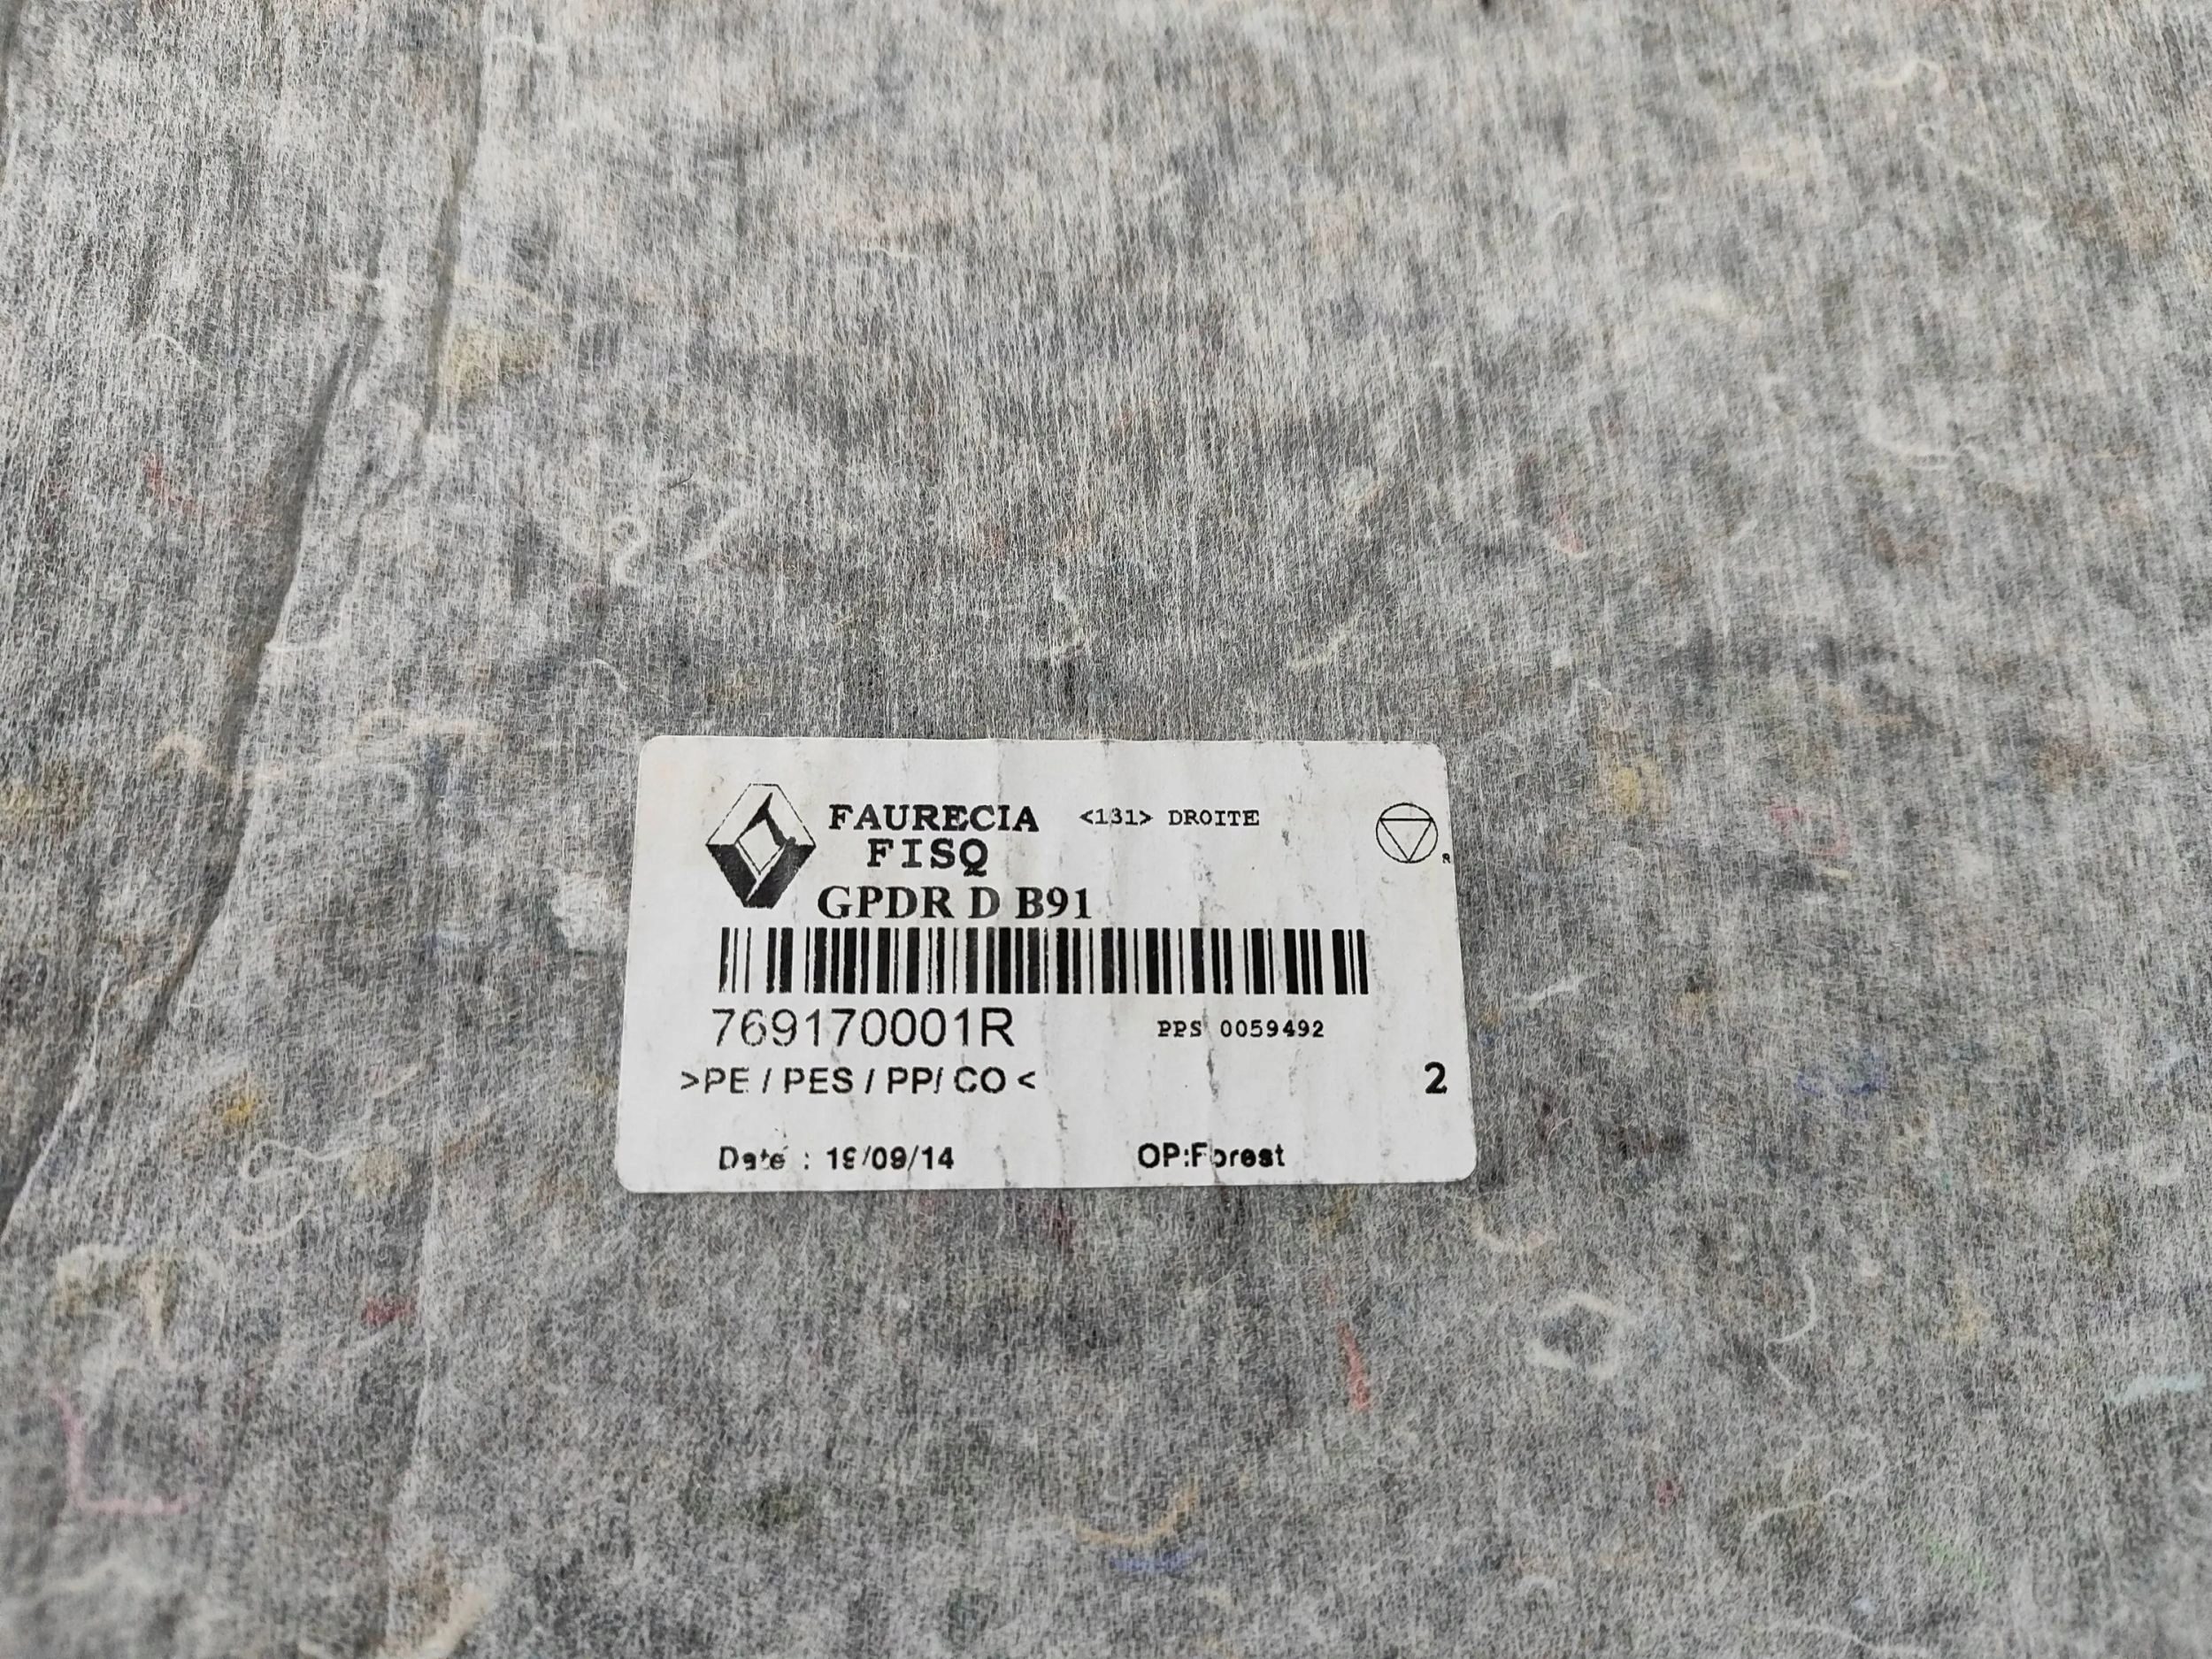 FAURECIA <131> DROITE
FISQ
GPDR D B91
R
769170001R PPS 0059492
>PE / PES / PP/ CO <
2
Date : 19/09/14 OP:Forest